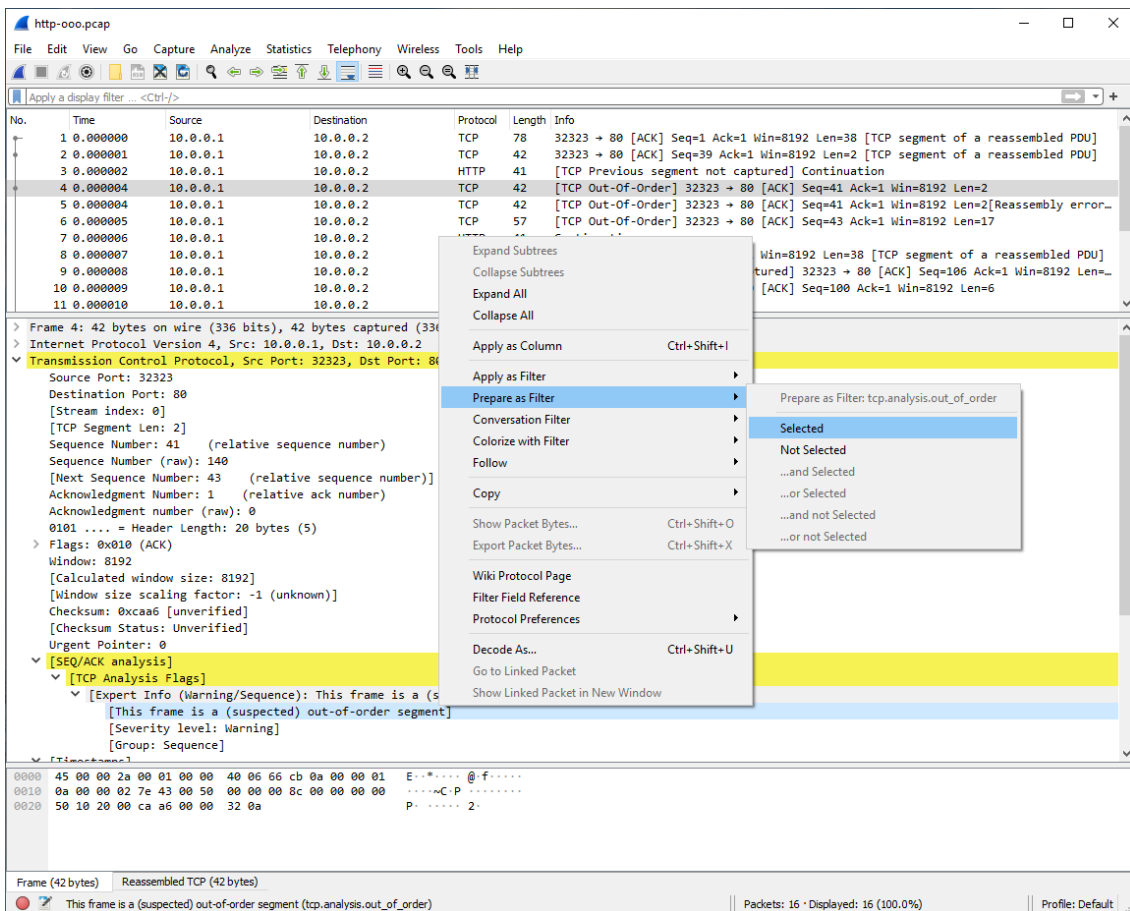 http-ooo.pcap
File Edit View Go Capture Analyze Statistics Telephony Wireless Tools Help
Apply a display filter ... <Ctrl-/>
No. Time Source Destination Protocol Length Info
1 0.000000 10.0.0.1 10.0.0.2 TCP 78 32323 → 80 [ACK] Seq=1 Ack=1 Win=8192 Len=38 [TCP segment of a reassembled PDU]
2 0.000001 10.0.0.1 10.0.0.2 TCP 42 32323 → 80 [ACK] Seq=39 Ack=1 Win=8192 Len=2 [TCP segment of a reassembled PDU]
3 0.000002 10.0.0.1 10.0.0.2 HTTP 41 [TCP Previous segment not captured] Continuation
4 0.000004 10.0.0.1 10.0.0.2 TCP 42 [TCP Out-Of-Order] 32323 → 80 [ACK] Seq=41 Ack=1 Win=8192 Len=2
5 0.000004 10.0.0.1 10.0.0.2 TCP 42 [TCP Out-Of-Order] 32323 → 80 [ACK] Seq=41 Ack=1 Win=8192 Len=2[Reassembly error…
6 0.000005 10.0.0.1 10.0.0.2 TCP 57 [TCP Out-Of-Order] 32323 → 80 [ACK] Seq=43 Ack=1 Win=8192 Len=17
7 0.000006 10.0.0.1 10.0.0.2
8 0.000007 10.0.0.1 10.0.0.2 Win=8192 Len=38 [TCP segment of a reassembled PDU]
9 0.000008 10.0.0.1 10.0.0.2 tured] 32323 → 80 [ACK] Seq=106 Ack=1 Win=8192 Len=…
10 0.000009 10.0.0.1 10.0.0.2 [ACK] Seq=100 Ack=1 Win=8192 Len=6
11 0.000010 10.0.0.1 10.0.0.2
Frame 4: 42 bytes on wire (336 bits), 42 bytes captured (336
Internet Protocol Version 4, Src: 10.0.0.1, Dst: 10.0.0.2
Transmission Control Protocol, Src Port: 32323, Dst Port: 80
Source Port: 32323
Destination Port: 80
[Stream index: 0]
[TCP Segment Len: 2]
Sequence Number: 41 (relative sequence number)
Sequence Number (raw): 140
[Next Sequence Number: 43 (relative sequence number)]
Acknowledgment Number: 1 (relative ack number)
Acknowledgment number (raw): 0
0101 .... = Header Length: 20 bytes (5)
Flags: 0x010 (ACK)
Window: 8192
[Calculated window size: 8192]
[Window size scaling factor: -1 (unknown)]
Checksum: 0xcaa6 [unverified]
[Checksum Status: Unverified]
Urgent Pointer: 0
[SEQ/ACK analysis]
[TCP Analysis Flags]
[Expert Info (Warning/Sequence): This frame is a (s
[This frame is a (suspected) out-of-order segment]
[Severity level: Warning]
[Group: Sequence]
[Timestamps]
Expand Subtrees
Collapse Subtrees
Expand All
Collapse All
Apply as Column Ctrl+Shift+I
Apply as Filter
Prepare as Filter
Conversation Filter
Colorize with Filter
Follow
Copy
Show Packet Bytes... Ctrl+Shift+O
Export Packet Bytes... Ctrl+Shift+X
Wiki Protocol Page
Filter Field Reference
Protocol Preferences
Decode As... Ctrl+Shift+U
Go to Linked Packet
Show Linked Packet in New Window
Prepare as Filter: tcp.analysis.out_of_order
Selected
Not Selected
...and Selected
...or Selected
...and not Selected
...or not Selected
0000 45 00 00 2a 00 01 00 00 40 06 66 cb 0a 00 00 01 E··*···· @·f·····
0010 0a 00 00 02 7e 43 00 50 00 00 00 8c 00 00 00 00 ····~C·P ········
0020 50 10 20 00 ca a6 00 00 32 0a P· ····· 2·
Frame (42 bytes) Reassembled TCP (42 bytes)
This frame is a (suspected) out-of-order segment (tcp.analysis.out_of_order) Packets: 16 · Displayed: 16 (100.0%) Profile: Default